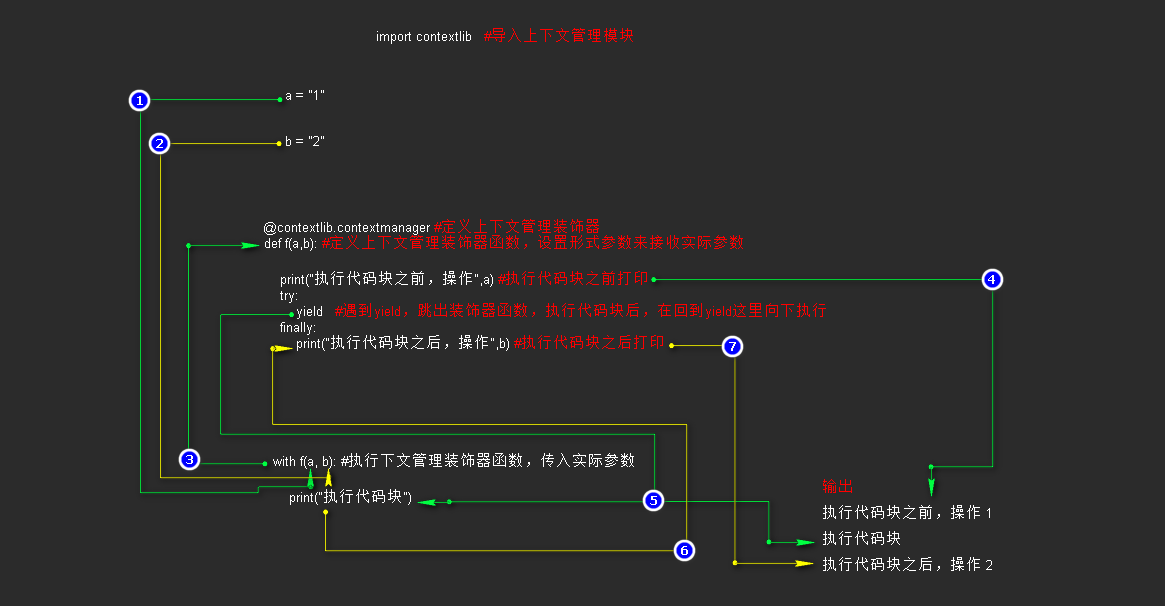 import contextlib #导入上下文管理模块
1 a = "1"
2 b = "2"
@contextlib.contextmanager #定义上下文管理装饰器
def f(a,b): #定义上下文管理装饰器函数，设置形式参数来接收实际参数
print("执行代码块之前，操作",a) #执行代码块之前打印 4
try:
yield #遇到yield，跳出装饰器函数，执行代码块后，在回到yield这里向下执行
finally:
print("执行代码块之后，操作",b) #执行代码块之后打印 7
3 with f(a, b): #执行下文管理装饰器函数，传入实际参数
print("执行代码块") 5
6
输出
执行代码块之前，操作 1
执行代码块
执行代码块之后，操作 2